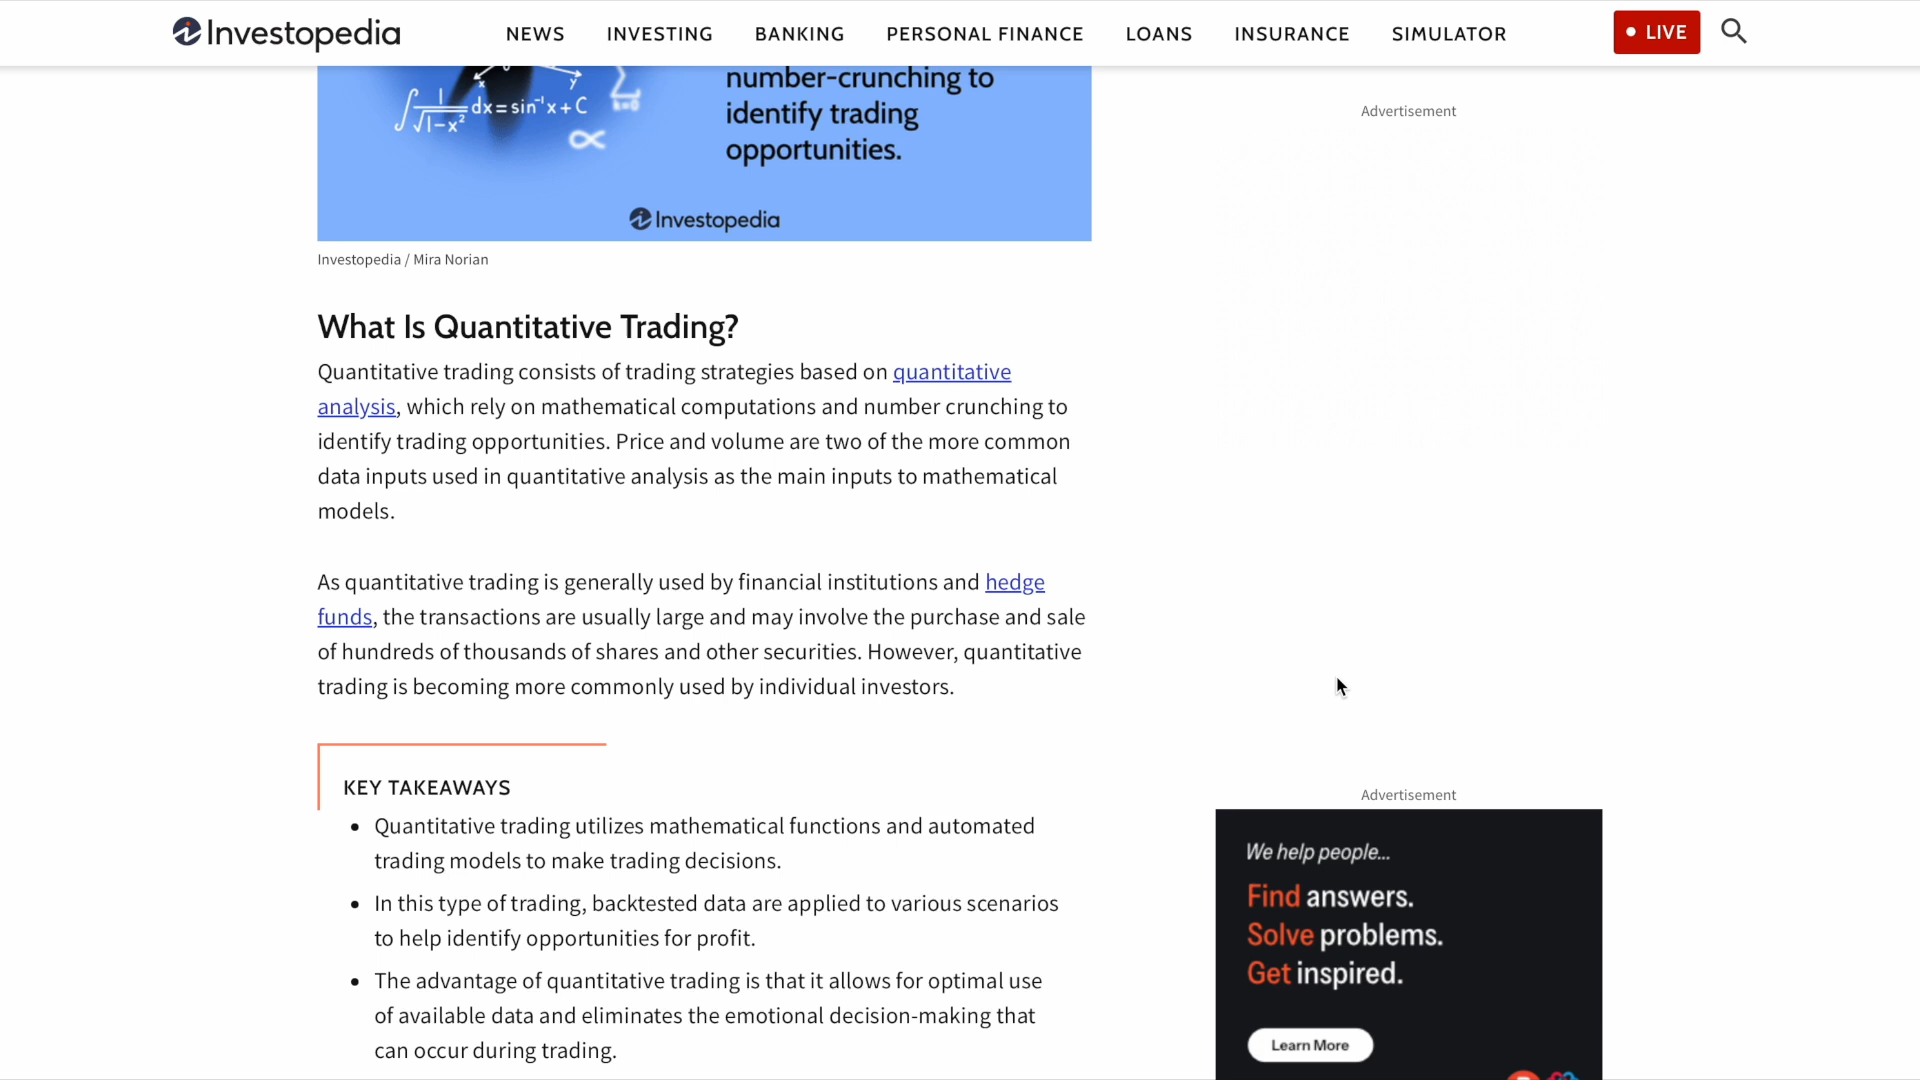 Investopedia
NEWS INVESTING BANKING PERSONAL FINANCE LOANS INSURANCE SIMULATOR LIVE
number-crunching to
identify trading
opportunities.
∫ 1/√1-x² dx = sin⁻¹x + C
x
y
k=0
∝
Investopedia
Investopedia / Mira Norian
What Is Quantitative Trading?
Quantitative trading consists of trading strategies based on quantitative
analysis, which rely on mathematical computations and number crunching to
identify trading opportunities. Price and volume are two of the more common
data inputs used in quantitative analysis as the main inputs to mathematical
models.
As quantitative trading is generally used by financial institutions and hedge
funds, the transactions are usually large and may involve the purchase and sale
of hundreds of thousands of shares and other securities. However, quantitative
trading is becoming more commonly used by individual investors.
KEY TAKEAWAYS
• Quantitative trading utilizes mathematical functions and automated
trading models to make trading decisions.
• In this type of trading, backtested data are applied to various scenarios
to help identify opportunities for profit.
• The advantage of quantitative trading is that it allows for optimal use
of available data and eliminates the emotional decision-making that
can occur during trading.
Advertisement
Advertisement
We help people...
Find answers.
Solve problems.
Get inspired.
Learn More